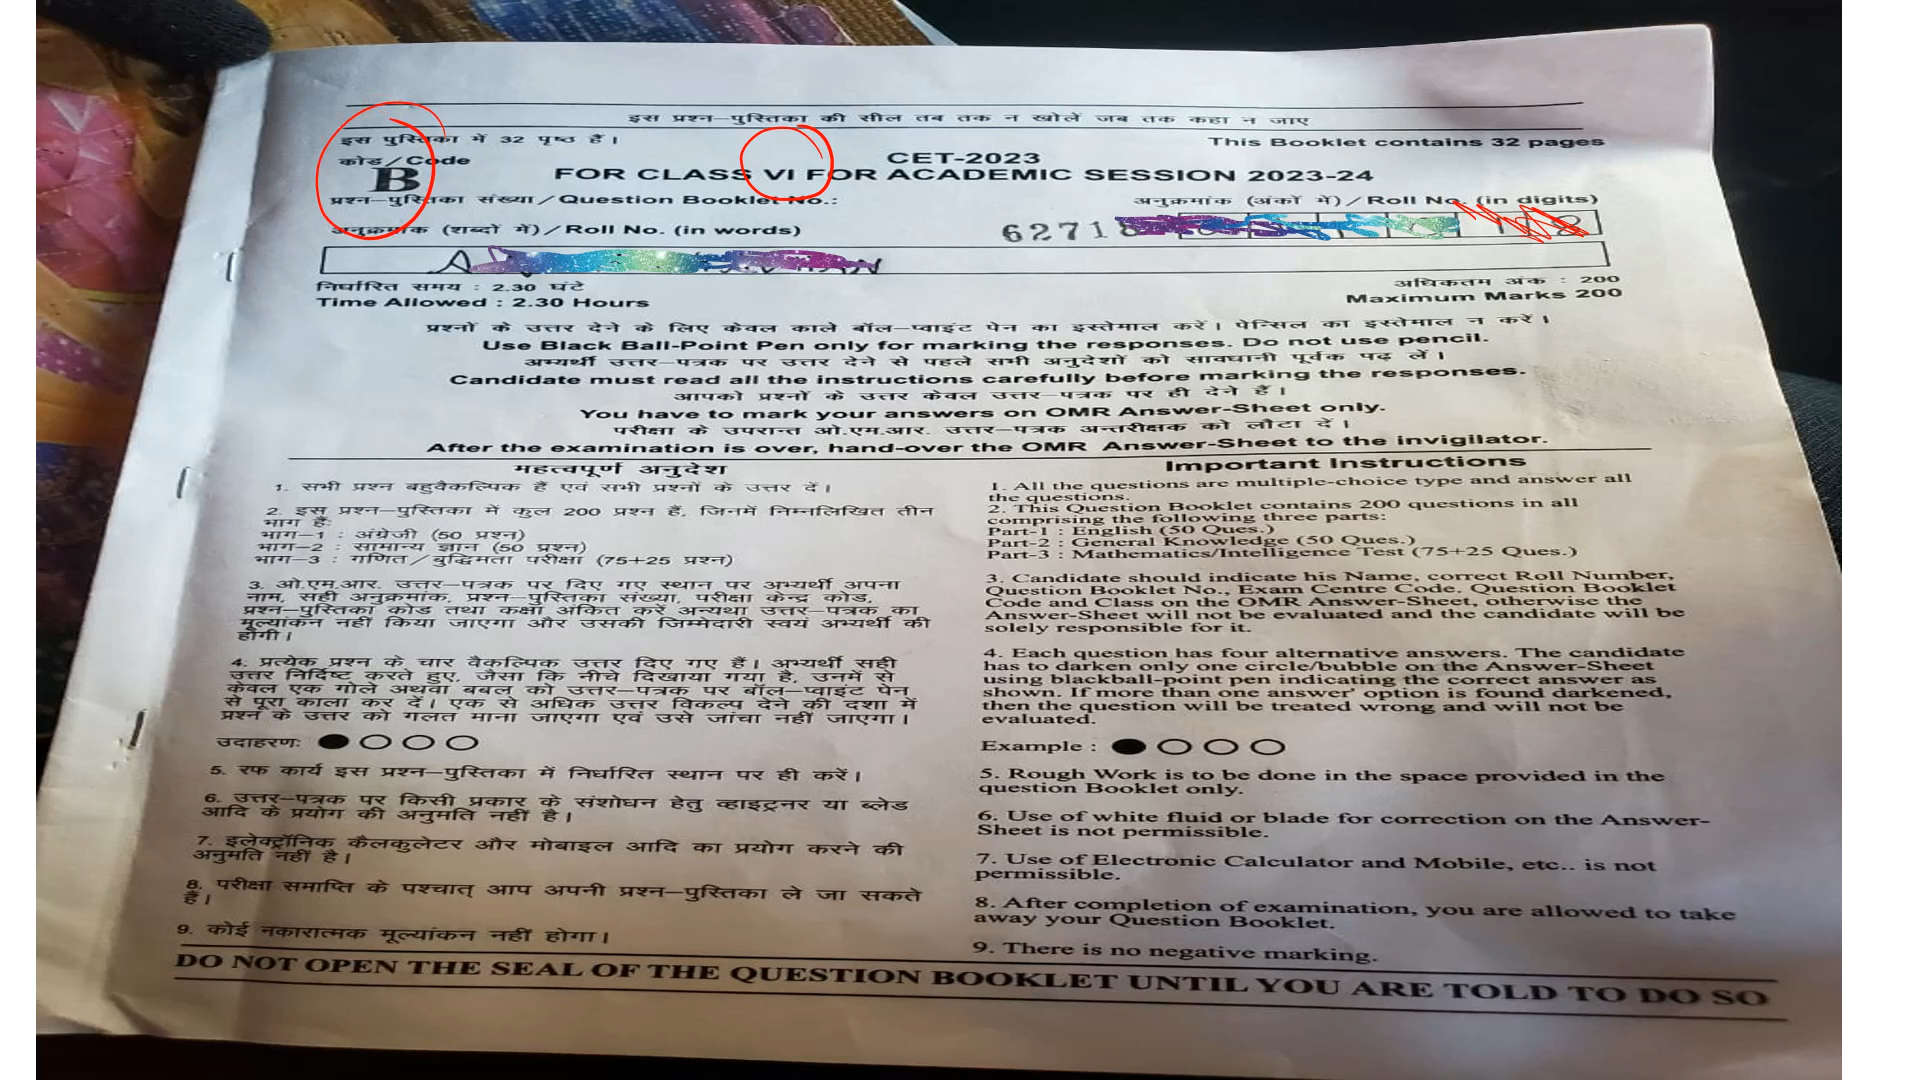 इस प्रश्न–पुस्तिका की सील तब तक न खोलें जब तक कहा न जाए
इस पुस्तिका में 32 पृष्ठ हैं।
This Booklet contains 32 pages
कोड/Code
B
CET-2023
FOR CLASS VI FOR ACADEMIC SESSION 2023-24
प्रश्न–पुस्तिका संख्या/Question Booklet No.:
अनुक्रमांक (अंकों में)/Roll No. (in digits)
62718
अनुक्रमांक (शब्दों में)/Roll No. (in words)
निर्धारित समय : 2.30 घंटे
Time Allowed : 2.30 Hours
अधिकतम अंक : 200
Maximum Marks 200
प्रश्नों के उत्तर देने के लिए केवल काले बॉल–प्वाइंट पेन का इस्तेमाल करें। पेन्सिल का इस्तेमाल न करें।
Use Black Ball-Point Pen only for marking the responses. Do not use pencil.
अभ्यर्थी उत्तर–पत्रक पर उत्तर देने से पहले सभी अनुदेशों को सावधानी पूर्वक पढ़ लें।
Candidate must read all the instructions carefully before marking the responses.
आपको प्रश्नों के उत्तर केवल उत्तर–पत्रक पर ही देने हैं।
You have to mark your answers on OMR Answer-Sheet only.
परीक्षा के उपरान्त ओ.एम.आर. उत्तर–पत्रक अन्तरीक्षक को लौटा दें।
After the examination is over, hand-over the OMR Answer-Sheet to the invigilator.
महत्वपूर्ण अनुदेश
1. सभी प्रश्न बहुवैकल्पिक हैं एवं सभी प्रश्नों के उत्तर दें।
2. इस प्रश्न–पुस्तिका में कुल 200 प्रश्न हैं, जिनमें निम्नलिखित तीन
भाग हैं:
भाग–1 : अंग्रेजी (50 प्रश्न)
भाग–2 : सामान्य ज्ञान (50 प्रश्न)
भाग–3 : गणित/बुद्धिमता परीक्षा (75+25 प्रश्न)
3. ओ.एम.आर. उत्तर–पत्रक पर दिए गए स्थान पर अभ्यर्थी अपना
नाम, सही अनुक्रमांक, प्रश्न–पुस्तिका संख्या, परीक्षा केन्द्र कोड,
प्रश्न–पुस्तिका कोड तथा कक्षा अंकित करें अन्यथा उत्तर–पत्रक का
मूल्यांकन नहीं किया जाएगा और उसकी जिम्मेदारी स्वयं अभ्यर्थी की
होगी।
4. प्रत्येक प्रश्न के चार वैकल्पिक उत्तर दिए गए हैं। अभ्यर्थी सही
उत्तर निर्दिष्ट करते हुए, जैसा कि नीचे दिखाया गया है, उनमें से
केवल एक गोले अथवा बबल को उत्तर–पत्रक पर बॉल–प्वाइंट पेन
से पूरा काला कर दें। एक से अधिक उत्तर विकल्प देने की दशा में
प्रश्न के उत्तर को गलत माना जाएगा एवं उसे जांचा नहीं जाएगा।
उदाहरण:
5. रफ कार्य इस प्रश्न–पुस्तिका में निर्धारित स्थान पर ही करें।
6. उत्तर–पत्रक पर किसी प्रकार के संशोधन हेतु व्हाइट्नर या ब्लेड
आदि के प्रयोग की अनुमति नहीं है।
7. इलेक्ट्रॉनिक कैलकुलेटर और मोबाइल आदि का प्रयोग करने की
अनुमति नहीं है।
8. परीक्षा समाप्ति के पश्चात् आप अपनी प्रश्न–पुस्तिका ले जा सकते
हैं।
9. कोई नकारात्मक मूल्यांकन नहीं होगा।
Important Instructions
1. All the questions are multiple-choice type and answer all
the questions.
2. This Question Booklet contains 200 questions in all
comprising the following three parts:
Part-1 : English (50 Ques.)
Part-2 : General Knowledge (50 Ques.)
Part-3 : Mathematics/Intelligence Test (75+25 Ques.)
3. Candidate should indicate his Name, correct Roll Number,
Question Booklet No., Exam Centre Code. Question Booklet
Code and Class on the OMR Answer-Sheet, otherwise the
Answer-Sheet will not be evaluated and the candidate will be
solely responsible for it.
4. Each question has four alternative answers. The candidate
has to darken only one circle/bubble on the Answer-Sheet
using blackball-point pen indicating the correct answer as
shown. If more than one answer' option is found darkened,
then the question will be treated wrong and will not be
evaluated.
Example :
5. Rough Work is to be done in the space provided in the
question Booklet only.
6. Use of white fluid or blade for correction on the Answer-
Sheet is not permissible.
7. Use of Electronic Calculator and Mobile, etc.. is not
permissible.
8. After completion of examination, you are allowed to take
away your Question Booklet.
9. There is no negative marking.
DO NOT OPEN THE SEAL OF THE QUESTION BOOKLET UNTIL YOU ARE TOLD TO DO SO